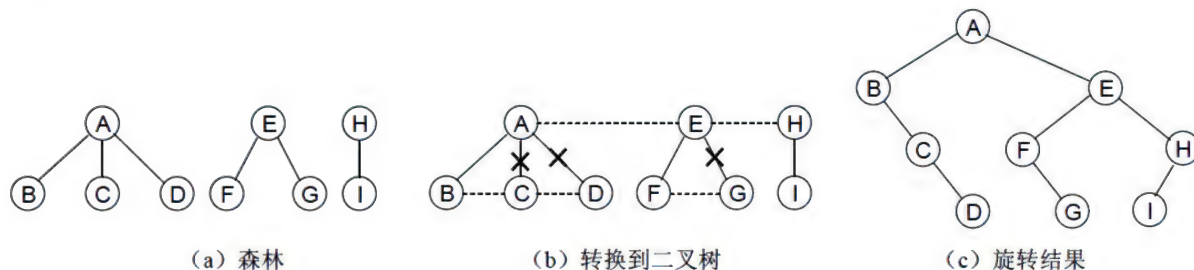 A
B E
A E H A E H
C F H
B C D F G I B C D F G I
D G I
(a) 森林 (b) 转换到二叉树 (c) 旋转结果